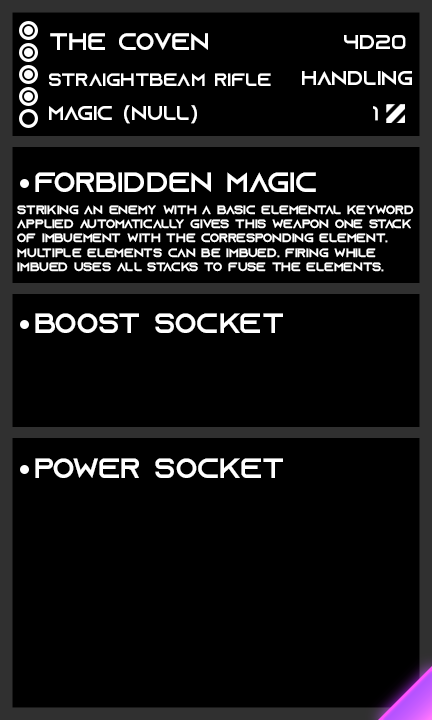 THE COVEN 4D20
STRAIGHTBEAM RIFLE HANDLING
MAGIC (NULL) 1
•FORBIDDEN MAGIC
STRIKING AN ENEMY WITH A BASIC ELEMENTAL KEYWORD
APPLIED AUTOMATICALLY GIVES THIS WEAPON ONE STACK
OF IMBUEMENT WITH THE CORRESPONDING ELEMENT.
MULTIPLE ELEMENTS CAN BE IMBUED. FIRING WHILE
IMBUED USES ALL STACKS TO FUSE THE ELEMENTS.
•BOOST SOCKET
•POWER SOCKET